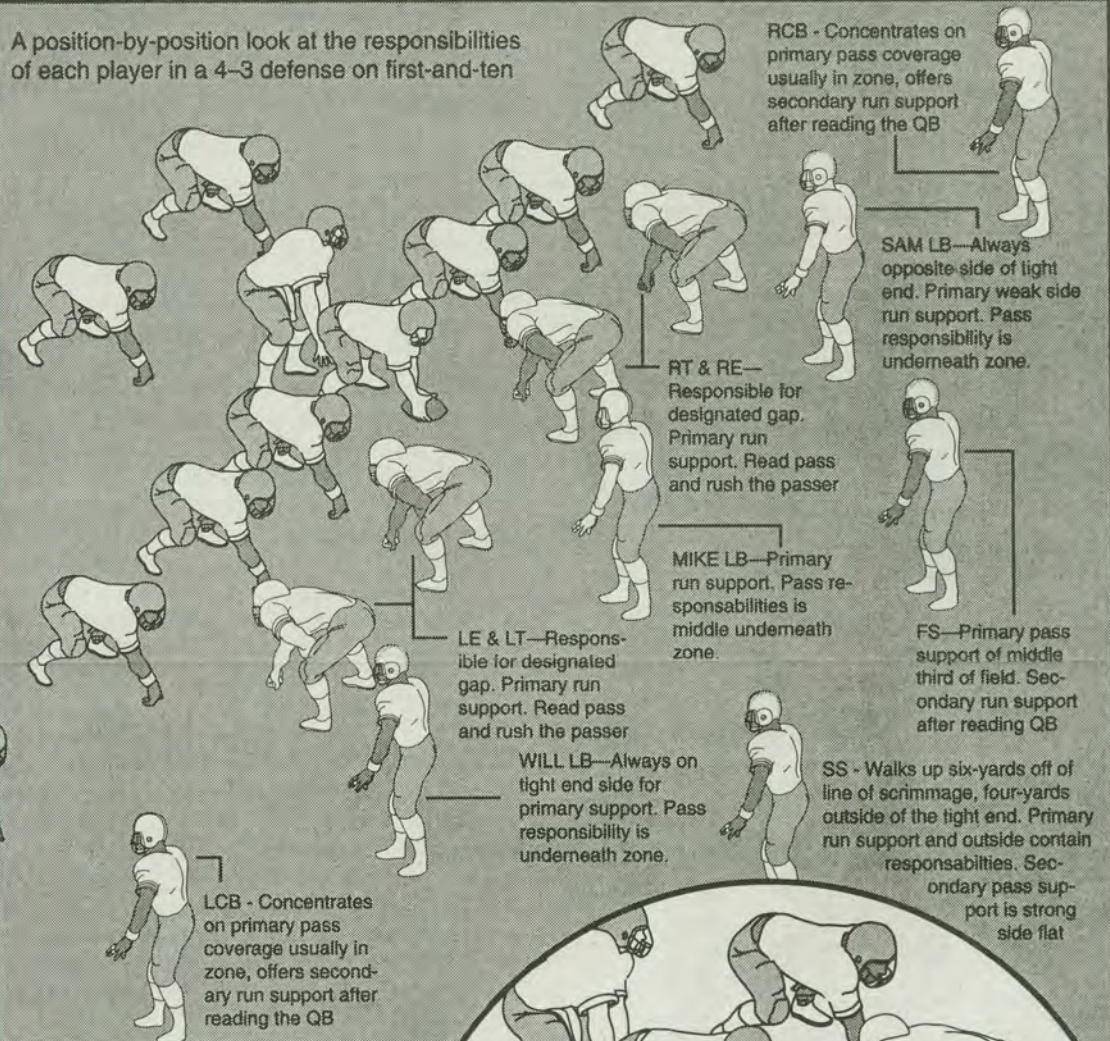 A position-by-position look at the responsibilities
of each player in a 4–3 defense on first-and-ten
RCB - Concentrates on
primary pass coverage
usually in zone, offers
secondary run support
after reading the QB
SAM LB—Always
opposite side of tight
end. Primary weak side
run support. Pass
responsibility is
underneath zone.
RT & RE—
Responsible for
designated gap.
Primary run
support. Read pass
and rush the passer
MIKE LB—Primary
run support. Pass re-
sponsabilities is
middle underneath
zone.
FS—Primary pass
support of middle
third of field. Sec-
ondary run support
after reading QB
LE & LT—Respons-
ible for designated
gap. Primary run
support. Read pass
and rush the passer
WILL LB—Always on
tight end side for
primary support. Pass
responsibility is
underneath zone.
SS - Walks up six-yards off of
line of scrimmage, four-yards
outside of the tight end. Primary
run support and outside contain
responsabilties. Sec-
ondary pass sup-
port is strong
side flat
LCB - Concentrates
on primary pass
coverage usually in
zone, offers second-
ary run support after
reading the QB